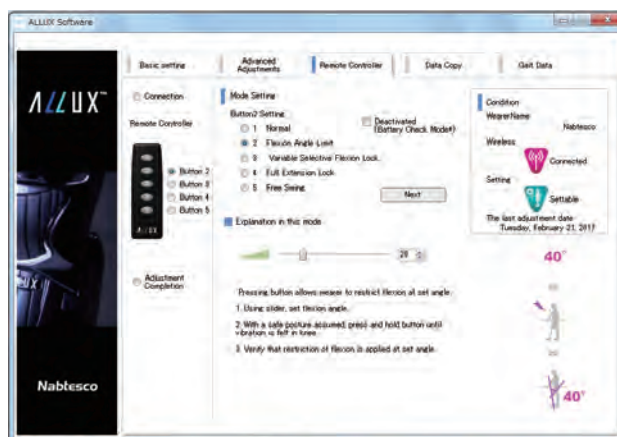 ALLUX Software
Basic setting
Advanced Adjustments
Remote Controller
Data Copy
Gait Data
ALLUX™
Connection
Remote Controller
Button 2
Button 3
Button 4
Button 5
ALLUX
Adjustment
Completion
Nabtesco
Mode Setting
Button2 Setting
1 Normal
2 Flexion Angle Limit
3 Variable Selective Flexion Lock.
4 Full Extension Lock
5 Free Swing
Deactivated
(Battery Check Mode#)
Next
Explanation in this mode
20
Pressing button allows wearer to restrict flexion at set angle.
1. Using slider, set flexion angle.
2. With a safe posture assumed, press and hold button until
vibration is felt in knee.
3. Verify that restriction of flexion is applied at set angle.
Condition
WearerName
Nabtesco
Wireless
Connected
Setting
Settable
The last adjustment date
Tuesday, February 21, 2017
40°
40°